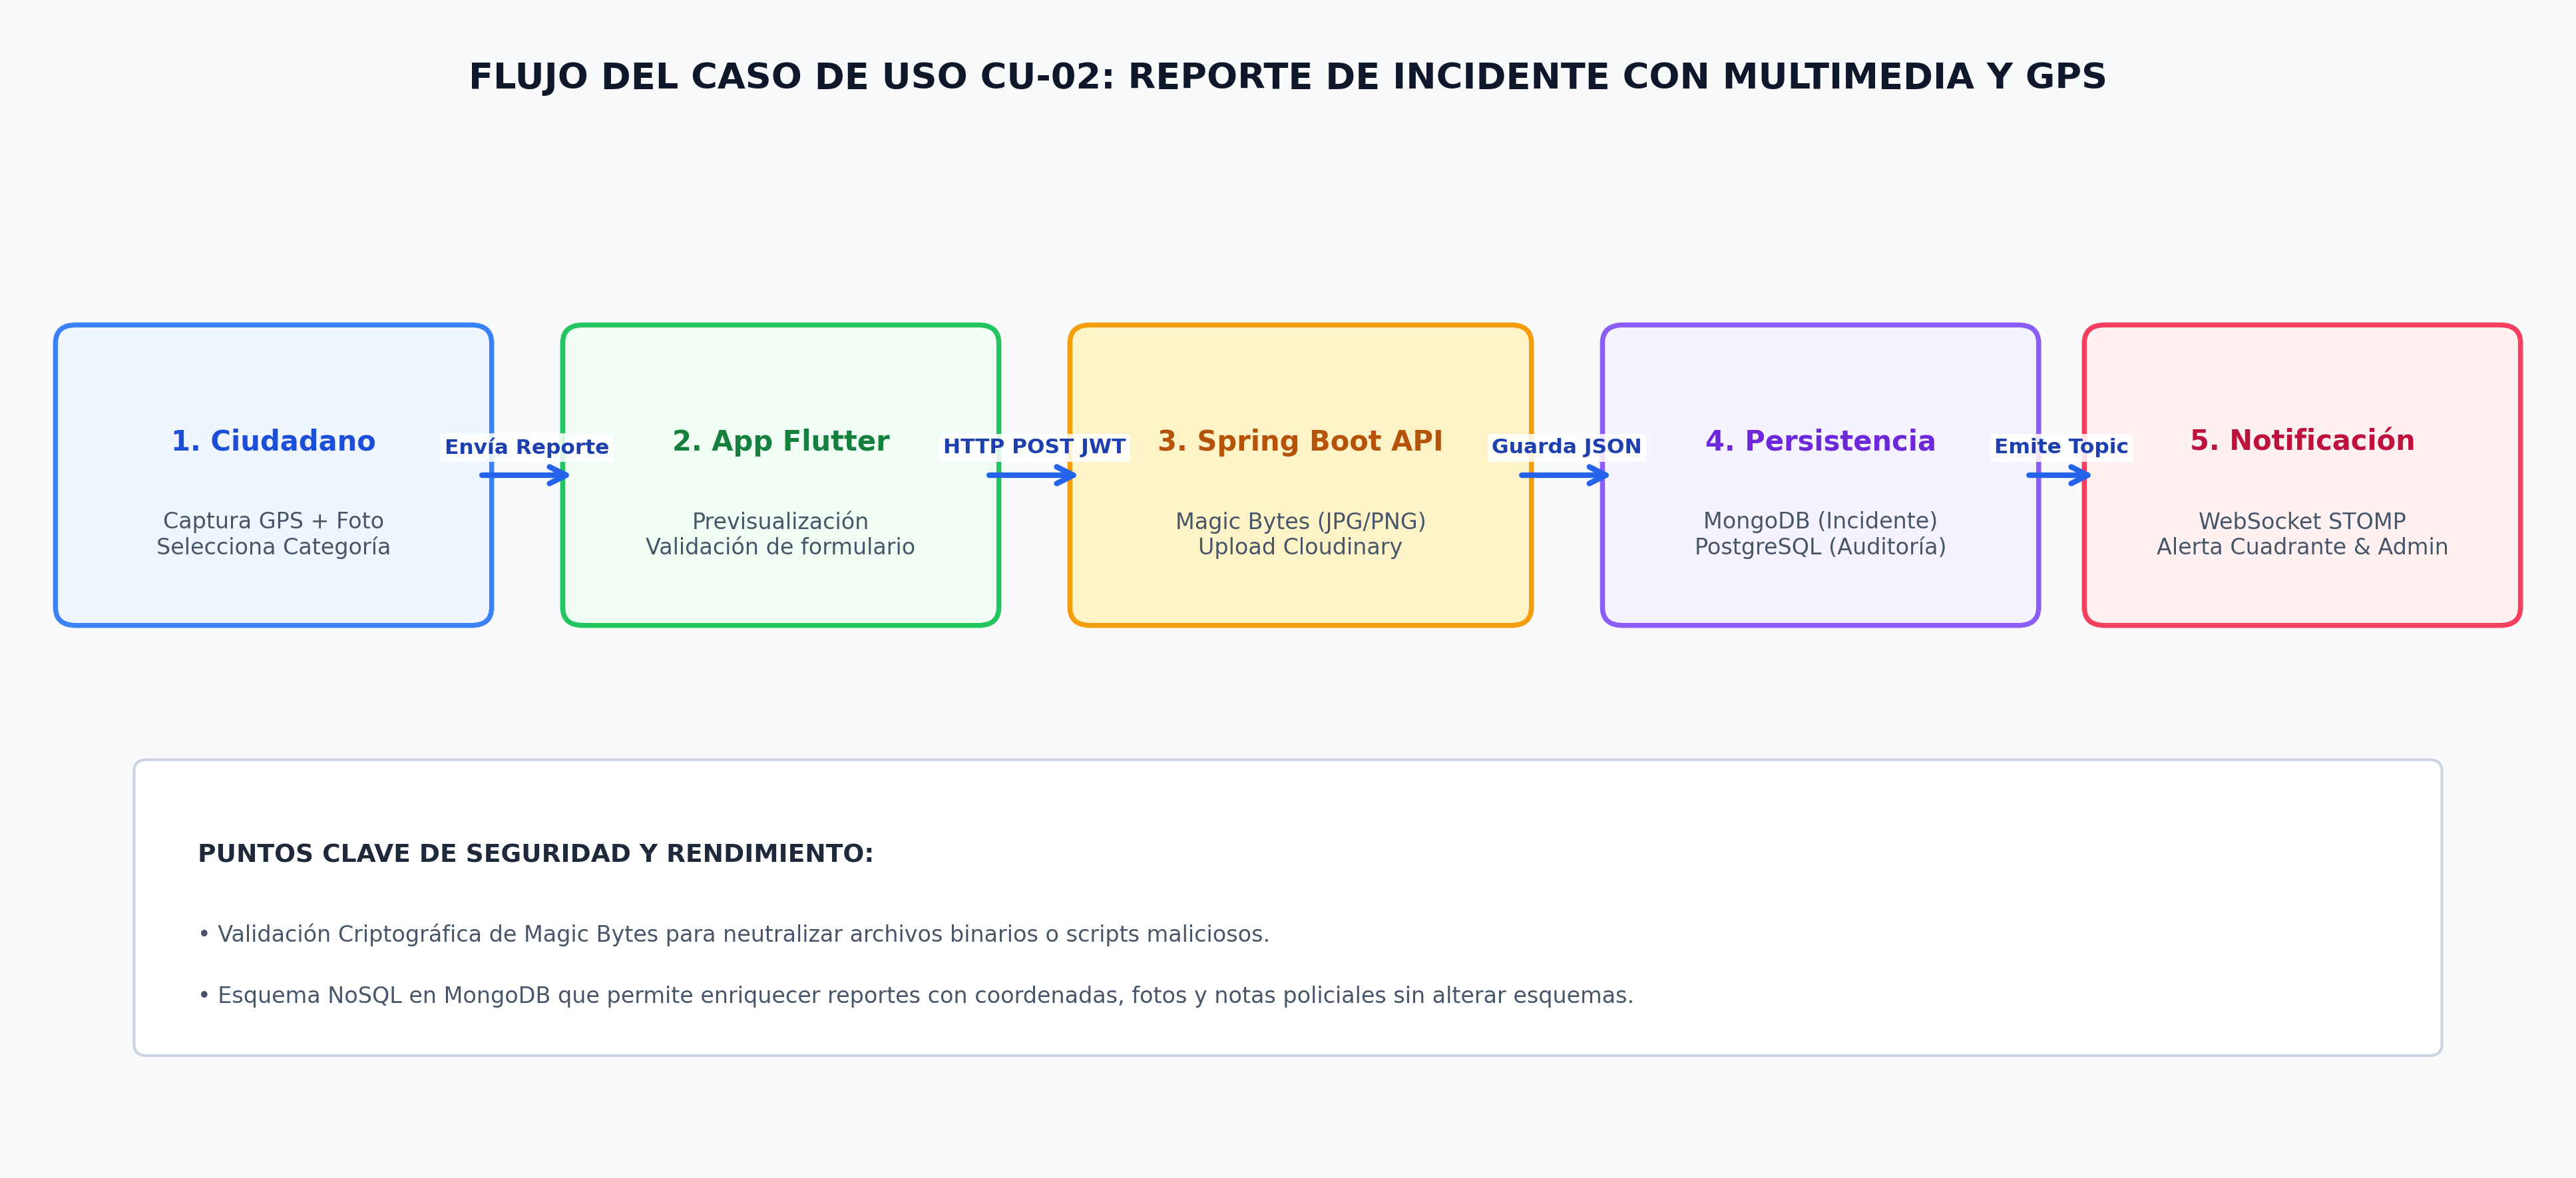 FLUJO DEL CASO DE USO CU-02: REPORTE DE INCIDENTE CON MULTIMEDIA Y GPS
1. Ciudadano
Captura GPS + Foto
Selecciona Categoría
Envía Reporte
2. App Flutter
Previsualización
Validación de formulario
HTTP POST JWT
3. Spring Boot API
Magic Bytes (JPG/PNG)
Upload Cloudinary
Guarda JSON
4. Persistencia
MongoDB (Incidente)
PostgreSQL (Auditoría)
Emite Topic
5. Notificación
WebSocket STOMP
Alerta Cuadrante & Admin
PUNTOS CLAVE DE SEGURIDAD Y RENDIMIENTO:
• Validación Criptográfica de Magic Bytes para neutralizar archivos binarios o scripts maliciosos.
• Esquema NoSQL en MongoDB que permite enriquecer reportes con coordenadas, fotos y notas policiales sin alterar esquemas.